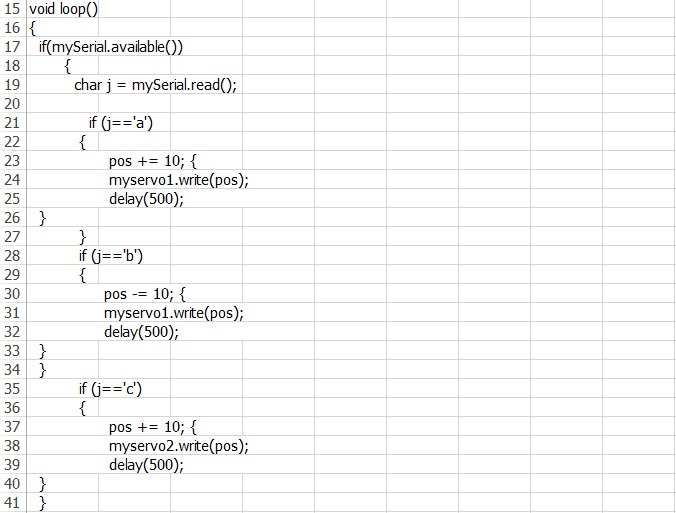 15 void loop()
16 {
17 if(mySerial.available())
18 {
19 char j = mySerial.read();
20
21 if (j=='a')
22 {
23 pos += 10; {
24 myservo1.write(pos);
25 delay(500);
26 }
27 }
28 if (j=='b')
29 {
30 pos -= 10; {
31 myservo1.write(pos);
32 delay(500);
33 }
34 }
35 if (j=='c')
36 {
37 pos += 10; {
38 myservo2.write(pos);
39 delay(500);
40 }
41 }